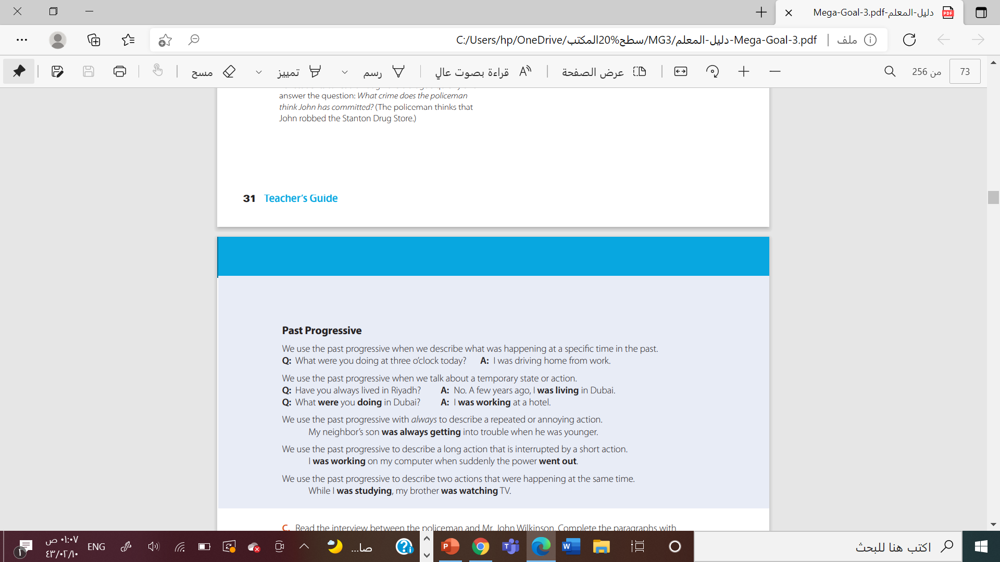 دليل-المعلم-Mega-Goal-3.pdf
ملف
C:/Users/hp/OneDrive/سطح%20المكتب/MG3/دليل-المعلم-Mega-Goal-3.pdf
73
من 256
عرض الصفحة
قراءة بصوت عالٍ
رسم
تمييز
مسح
answer the question: What crime does the policeman
think John has committed? (The policeman thinks that
John robbed the Stanton Drug Store.)
31 Teacher’s Guide
Past Progressive
We use the past progressive when we describe what was happening at a specific time in the past.
Q: What were you doing at three o’clock today? A: I was driving home from work.
We use the past progressive when we talk about a temporary state or action.
Q: Have you always lived in Riyadh? A: No. A few years ago, I was living in Dubai.
Q: What were you doing in Dubai? A: I was working at a hotel.
We use the past progressive with always to describe a repeated or annoying action.
My neighbor’s son was always getting into trouble when he was younger.
We use the past progressive to describe a long action that is interrupted by a short action.
I was working on my computer when suddenly the power went out.
We use the past progressive to describe two actions that were happening at the same time.
While I was studying, my brother was watching TV.
C. Read the interview between the policeman and Mr. John Wilkinson. Complete the paragraphs with
اكتب هنا للبحث
صا...
ENG
٠١:٠٧ ص
٤٣/٠٢/١٠
١